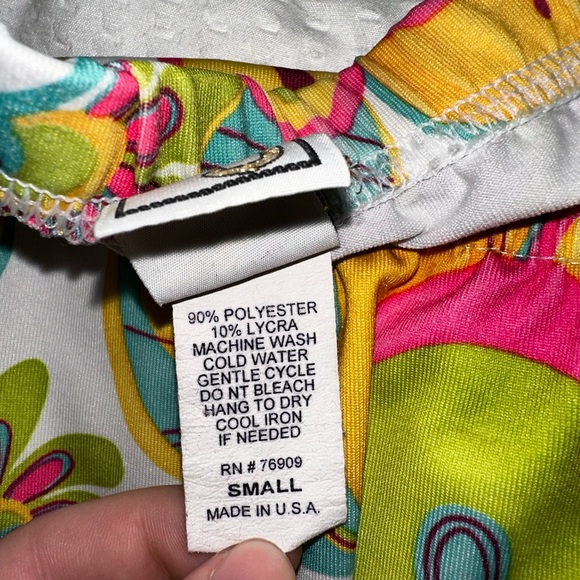 90% POLYESTER
10% LYCRA
MACHINE WASH
COLD WATER
GENTLE CYCLE
DO NT BLEACH
HANG TO DRY
COOL IRON
IF NEEDED
RN # 76909
SMALL
MADE IN U.S.A.